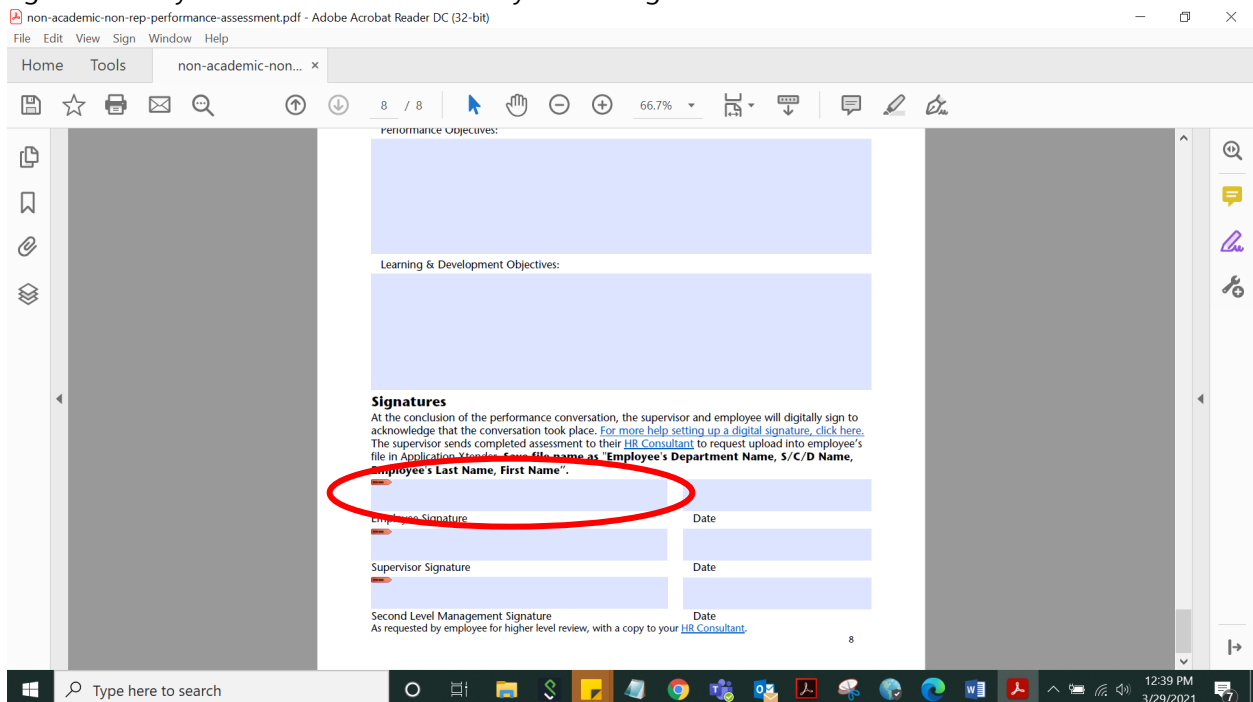 non-academic-non-rep-performance-assessment.pdf - Adobe Acrobat Reader DC (32-bit)
File Edit View Sign Window Help
Home Tools non-academic-non... ×
8 / 8 66.7%
Performance Objectives:
Learning & Development Objectives:
Signatures
At the conclusion of the performance conversation, the supervisor and employee will digitally sign to
acknowledge that the conversation took place. For more help setting up a digital signature, click here.
The supervisor sends completed assessment to their HR Consultant to request upload into employee's
file in Application Xtender. Save file name as "Employee's Department Name, S/C/D Name,
Employee's Last Name, First Name".
Employee Signature Date
Supervisor Signature Date
Second Level Management Signature Date
As requested by employee for higher level review, with a copy to your HR Consultant.
8
Type here to search
12:39 PM
3/29/2021
7